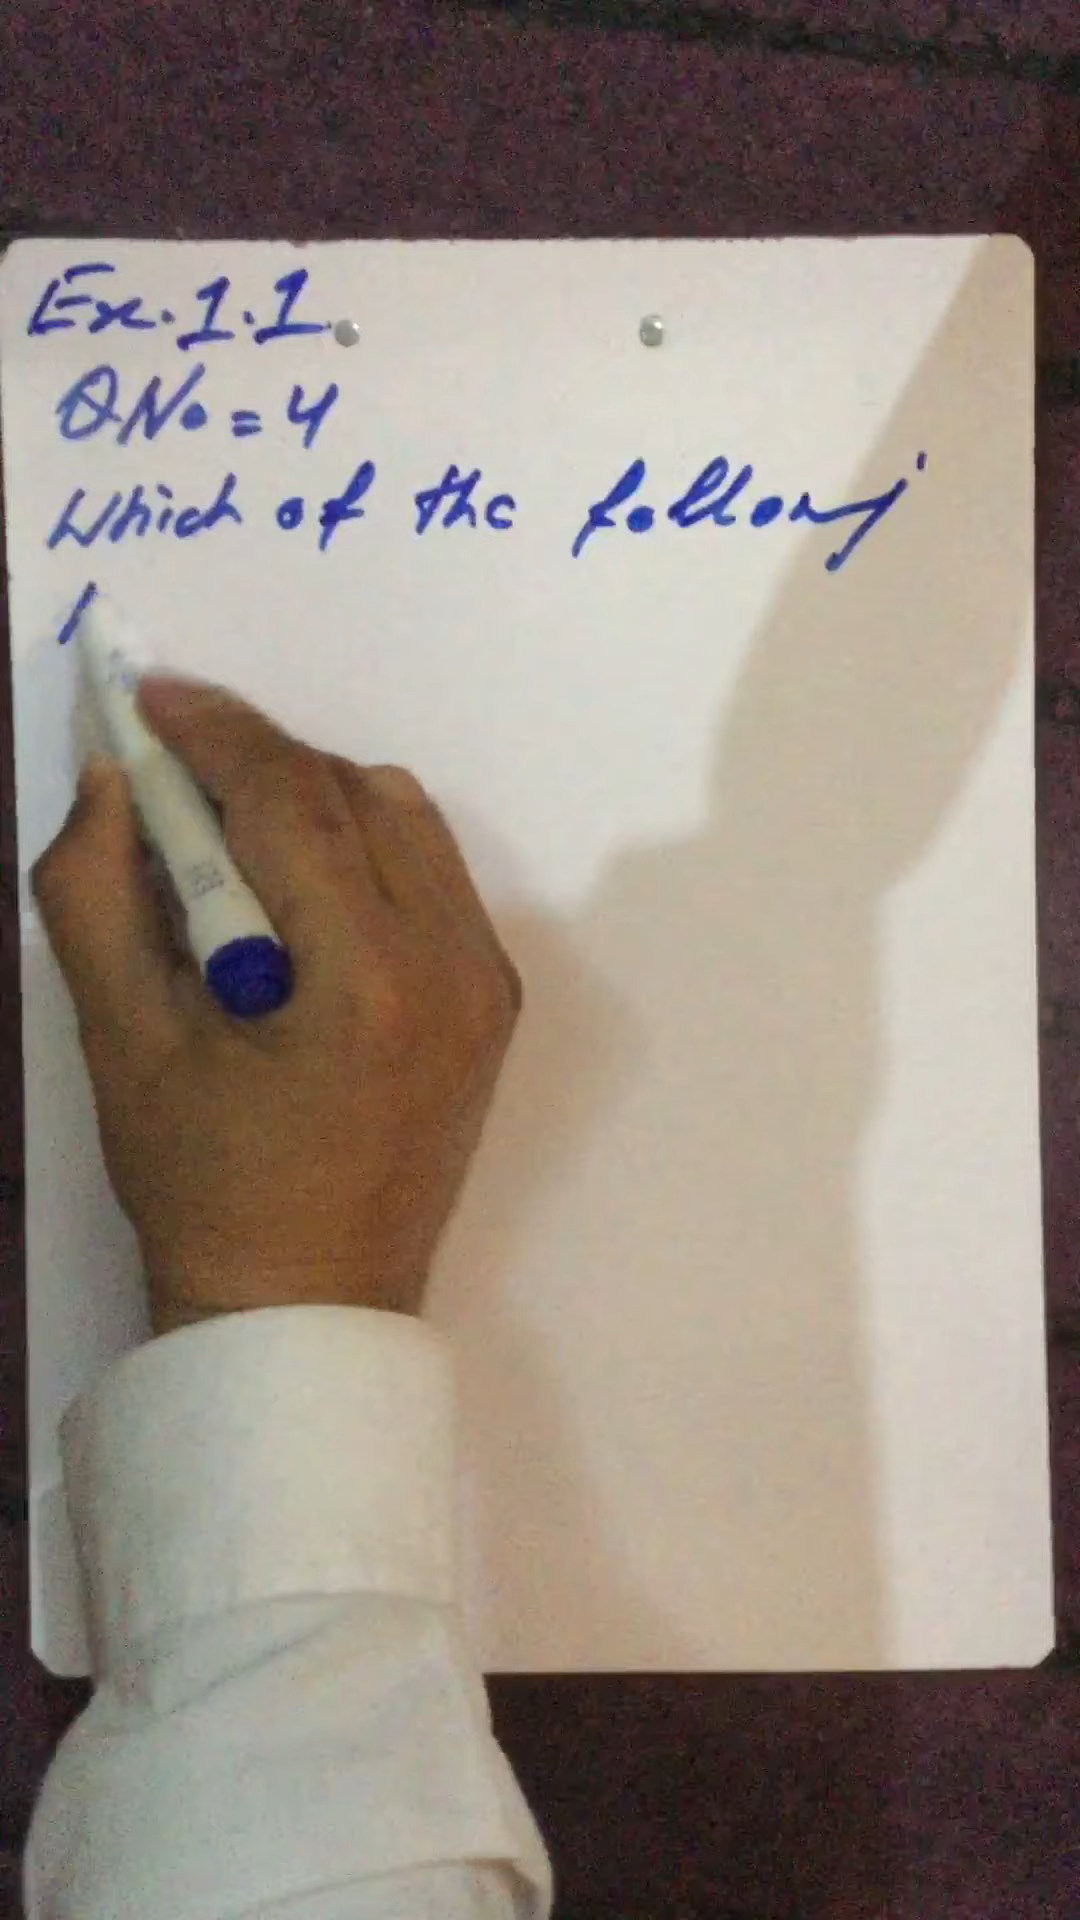 Ex. 1.1.
Q No = 4
Which of the following